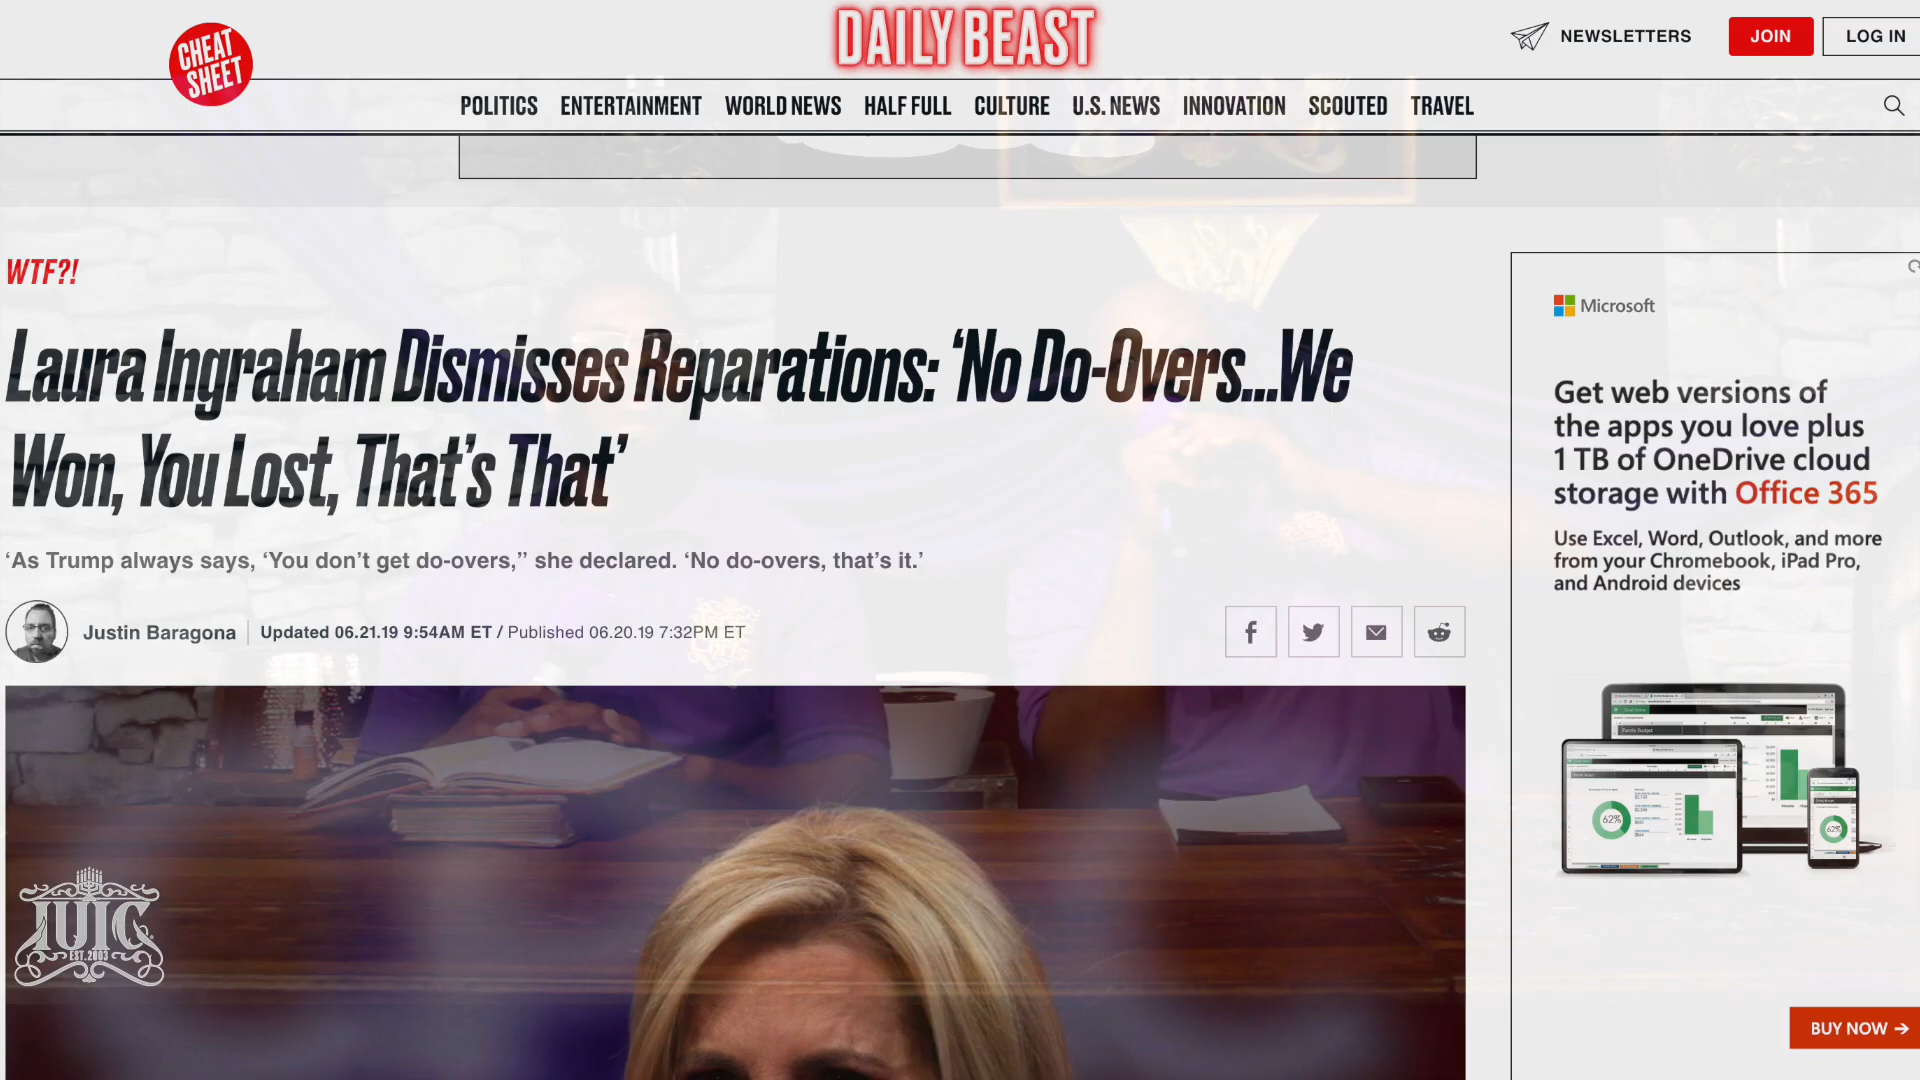 CHEAT
SHEET
DAILY BEAST
NEWSLETTERS
JOIN
LOG IN
POLITICS ENTERTAINMENT WORLD NEWS HALF FULL CULTURE U.S. NEWS INNOVATION SCOUTED TRAVEL
WTF?!
Laura Ingraham Dismisses Reparations: ‘No Do-Overs...We
Won, You Lost, That’s That’
‘As Trump always says, ‘You don’t get do-overs,’’ she declared. ‘No do-overs, that’s it.’
Justin Baragona
Updated 06.21.19 9:54AM ET / Published 06.20.19 7:32PM ET
Microsoft
Get web versions of
the apps you love plus
1 TB of OneDrive cloud
storage with Office 365
Use Excel, Word, Outlook, and more
from your Chromebook, iPad Pro,
and Android devices
Family Budget
62%
62%
BUY NOW →
IUIC
EST. 2003